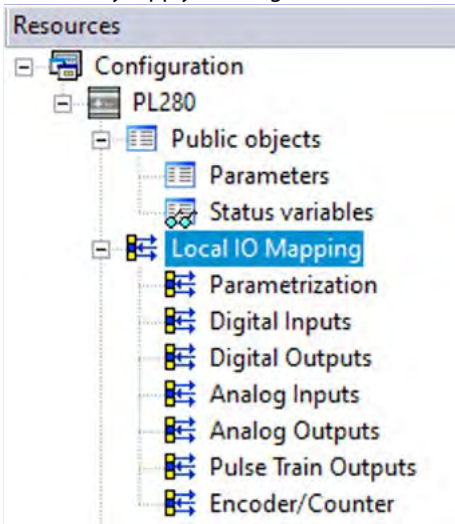 Resources
Configuration
PL280
Public objects
Parameters
Status variables
Local IO Mapping
Parametrization
Digital Inputs
Digital Outputs
Analog Inputs
Analog Outputs
Pulse Train Outputs
Encoder/Counter